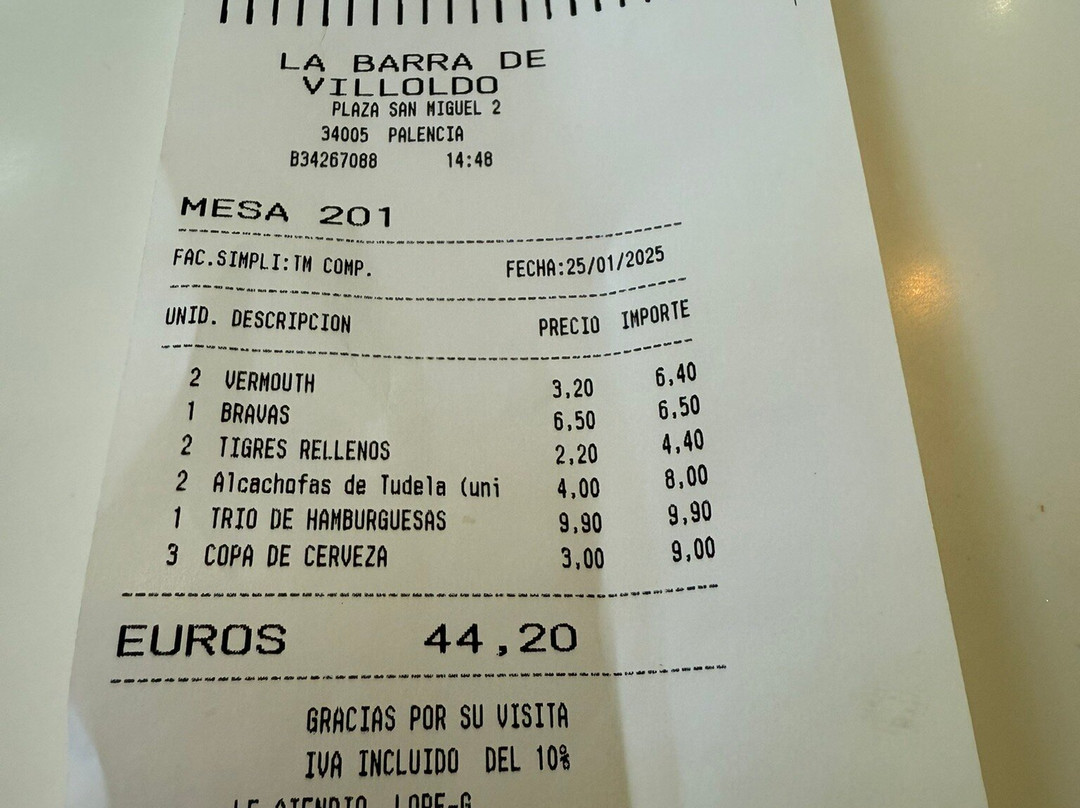 LA BARRA DE
VILLOLDO
PLAZA SAN MIGUEL 2
34005 PALENCIA
B34267088 14:48
MESA 201
FAC.SIMPLI:TM COMP. FECHA:25/01/2025
UNID. DESCRIPCION PRECIO IMPORTE
2 VERMOUTH 3,20 6,40
1 BRAVAS 6,50 6,50
2 TIGRES RELLENOS 2,20 4,40
2 Alcachofas de Tudela (uni 4,00 8,00
1 TRIO DE HAMBURGUESAS 9,90 9,90
3 COPA DE CERVEZA 3,00 9,00
EUROS 44,20
GRACIAS POR SU VISITA
IVA INCLUIDO DEL 10%
LE ATENDIO